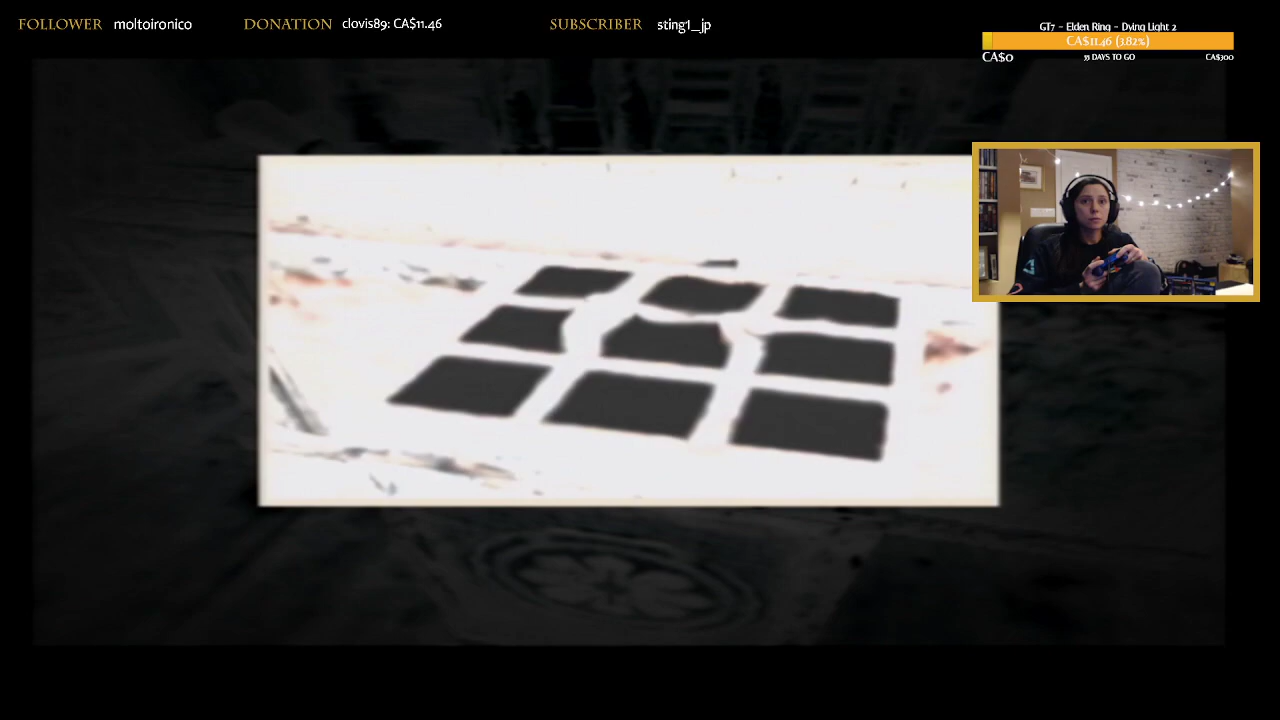 FOLLOWER moltoironico DONATION clovis89: CA$11.46 SUBSCRIBER sting1_jp
GT7 - Elden Ring - Dying Light 2
CA$11.46 (3.82%)
CA$0 33 DAYS TO GO CA$300